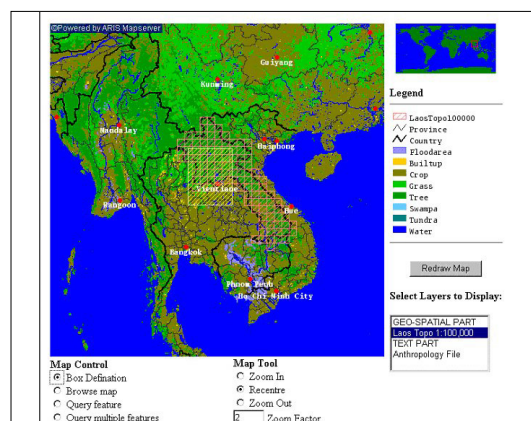 ©Powered by ARIS Mapserver
Guiyang
Kunming
Mandalay
Haiphong
Vientiane
Rangoon
Hue
Bangkok
Phnom Penh
Ho Chi Minh City
Legend
LaosTopo100000
Province
Country
Floodarea
Builtup
Crop
Grass
Tree
Swampa
Tundra
Water
Redraw Map
Select Layers to Display:
GEO-SPATIAL PART
Laos Topo 1:100,000
TEXT PART
Anthropology File
Map Control
Box Defination
Browse map
Query feature
Query multiple features
Map Tool
Zoom In
Recentre
Zoom Out
2 Zoom Factor